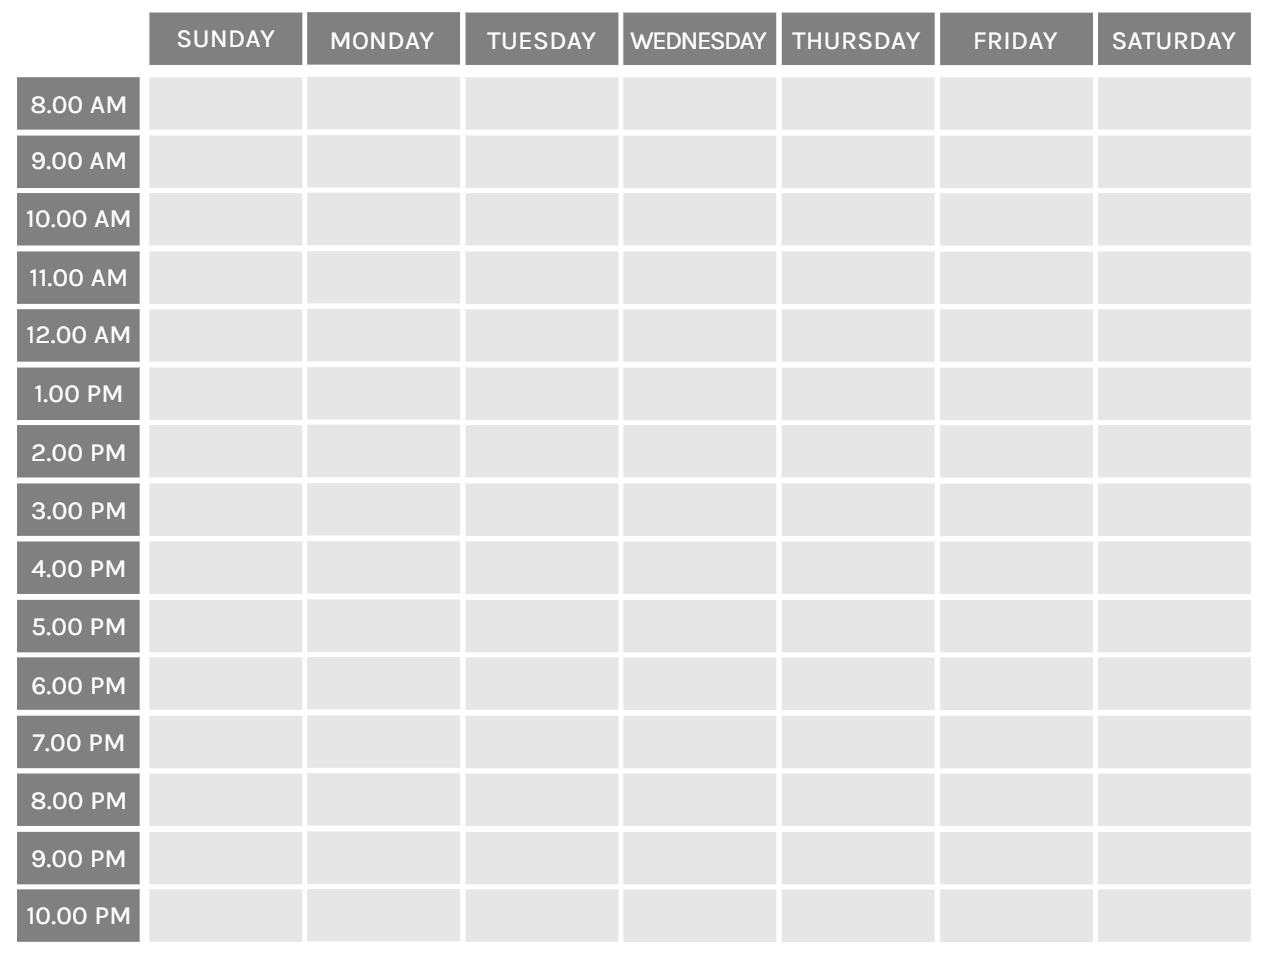 SUNDAY MONDAY TUESDAY WEDNESDAY THURSDAY FRIDAY SATURDAY
8.00 AM
9.00 AM
10.00 AM
11.00 AM
12.00 AM
1.00 PM
2.00 PM
3.00 PM
4.00 PM
5.00 PM
6.00 PM
7.00 PM
8.00 PM
9.00 PM
10.00 PM